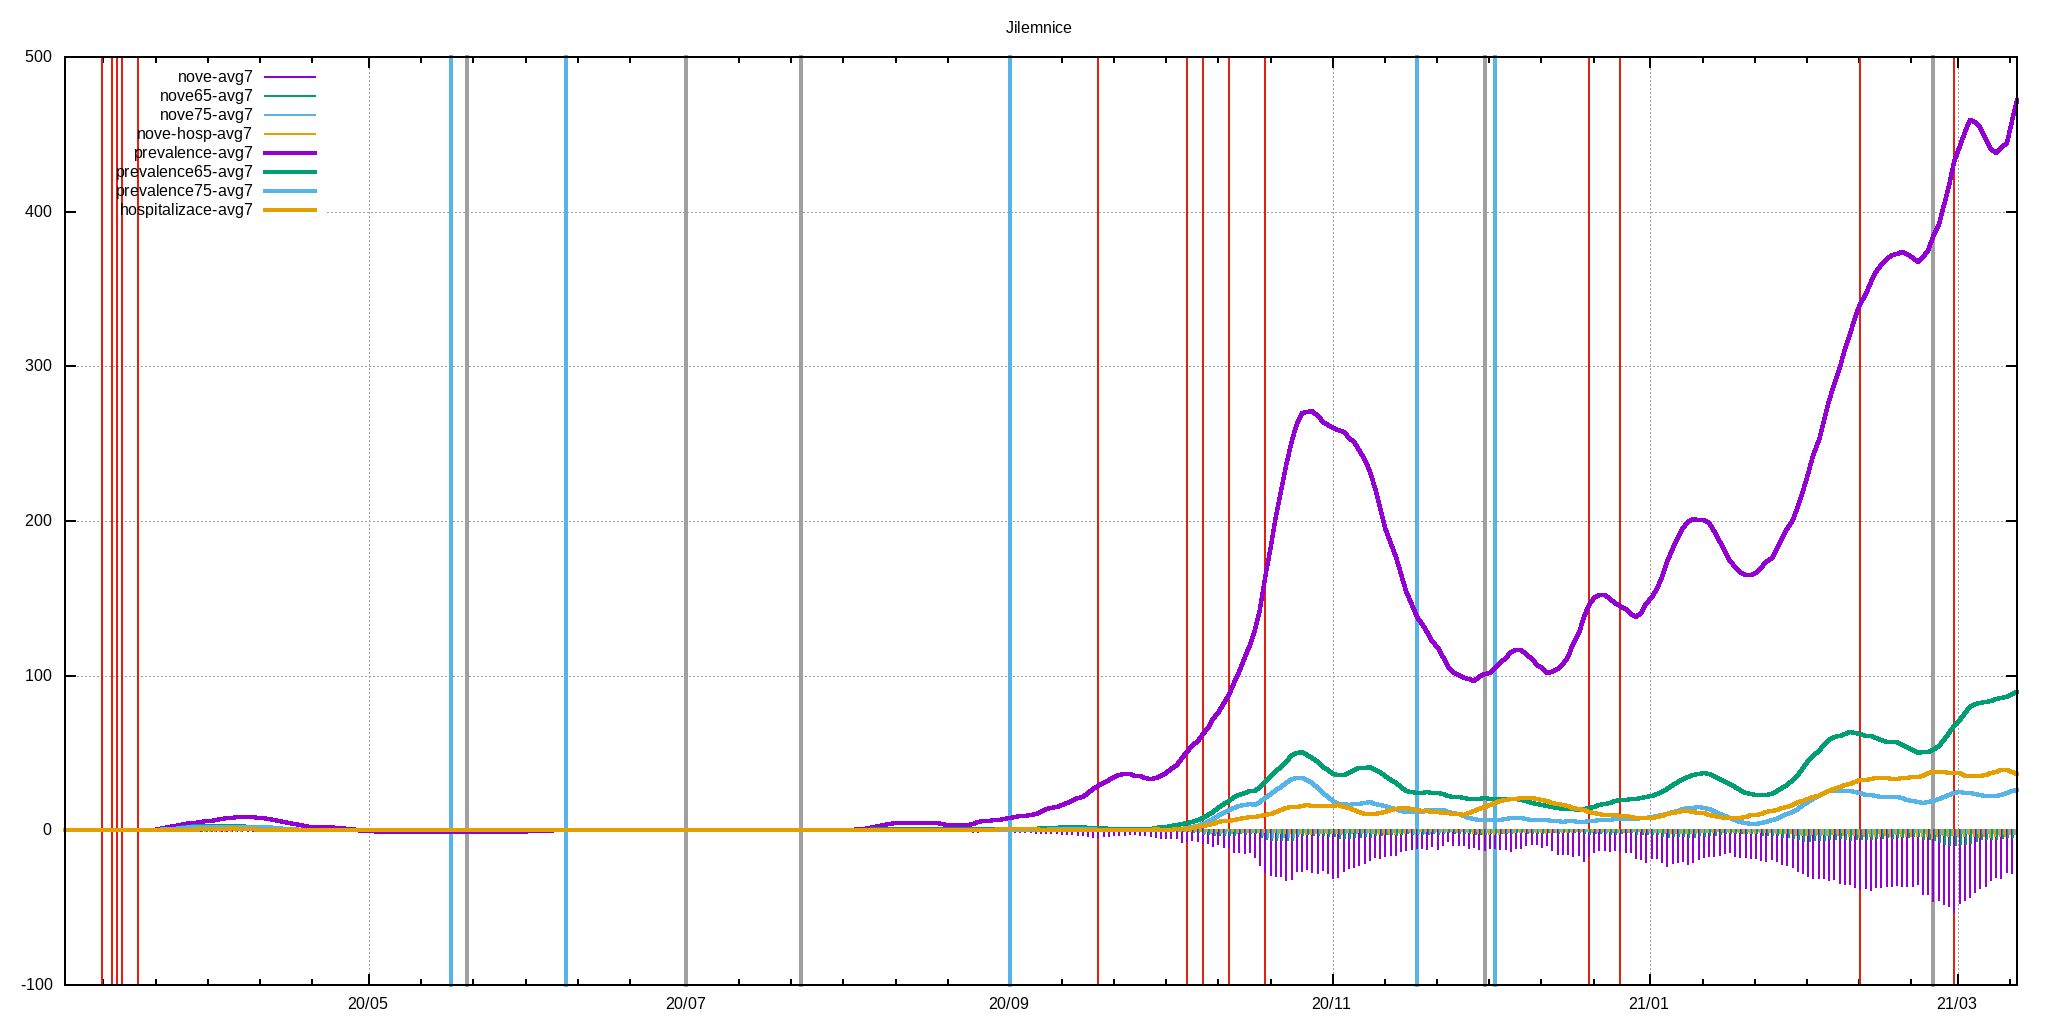 Jilemnice
500
400
300
200
100
0
-100
nove-avg7
nove65-avg7
nove75-avg7
nove-hosp-avg7
prevalence-avg7
prevalence65-avg7
prevalence75-avg7
hospitalizace-avg7
20/05
20/07
20/09
20/11
21/01
21/03